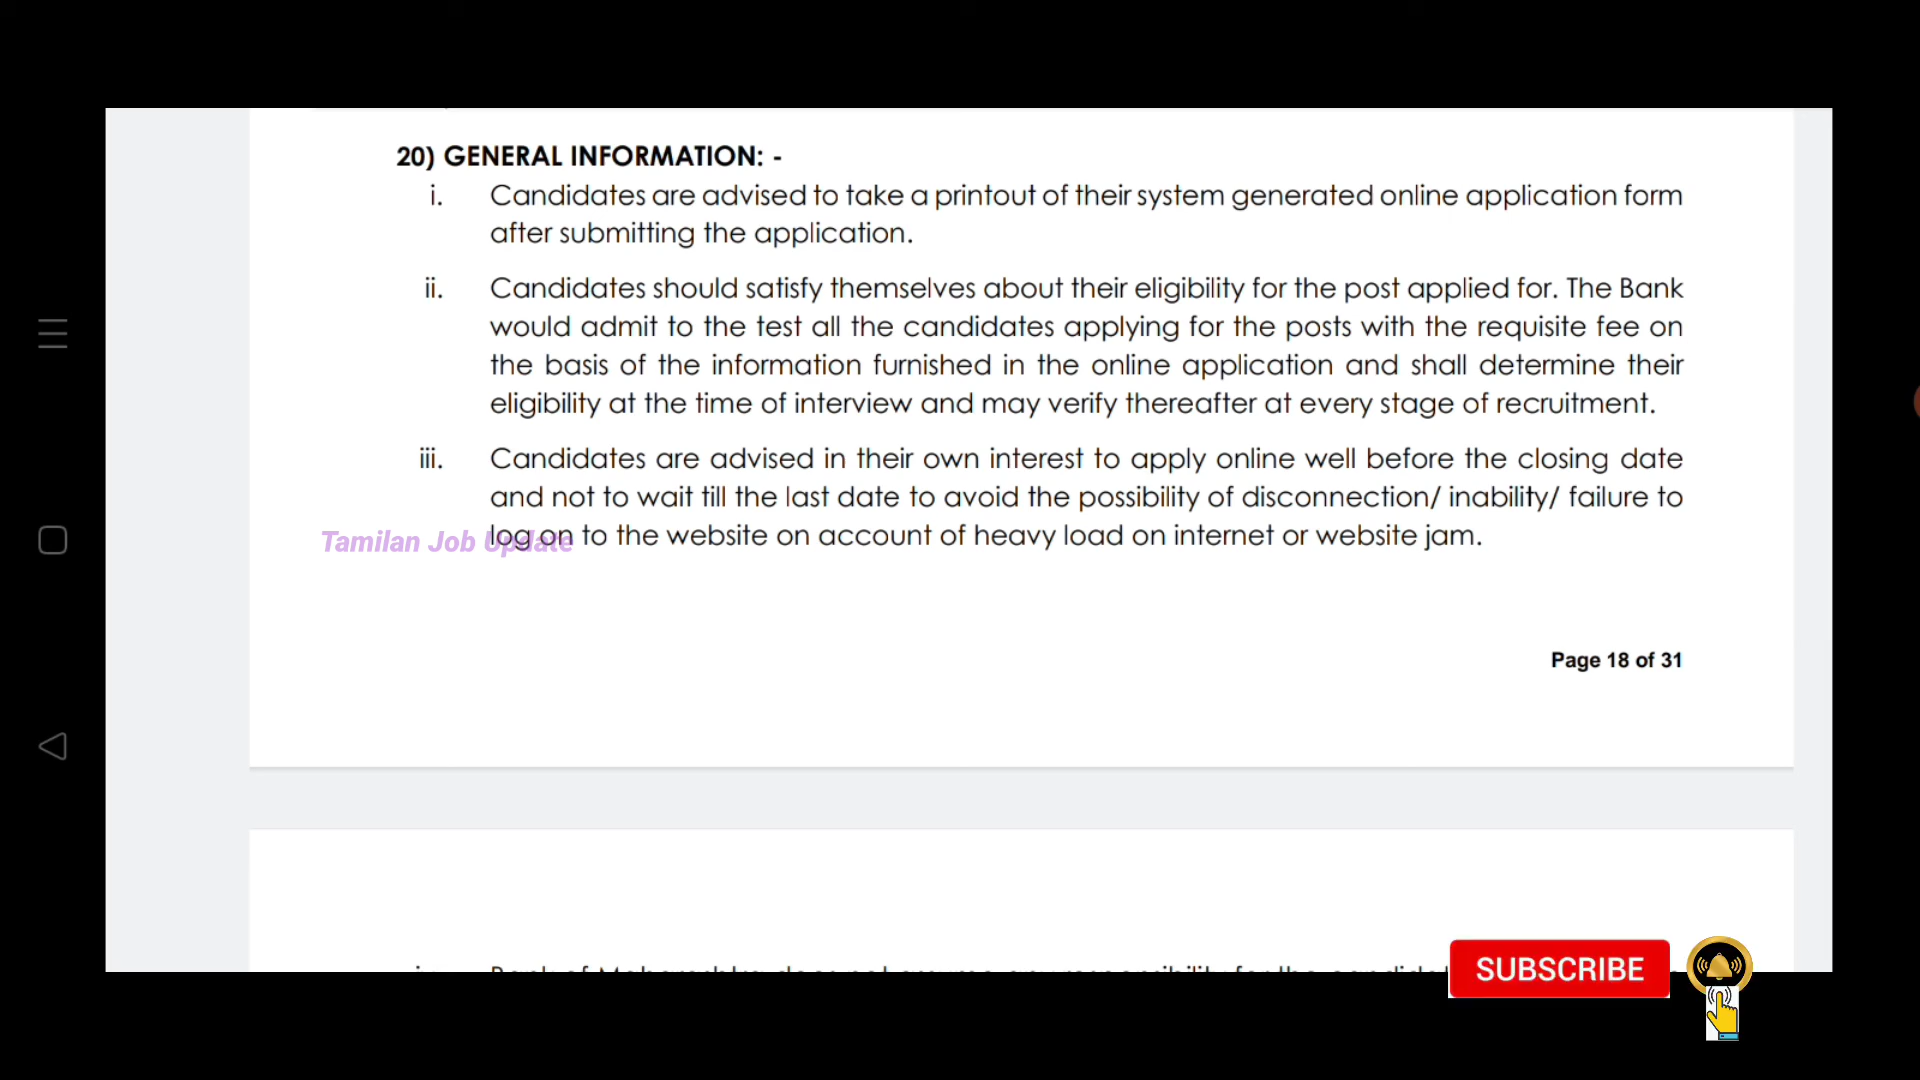 20) GENERAL INFORMATION: -
i. Candidates are advised to take a printout of their system generated online application form
after submitting the application.
ii. Candidates should satisfy themselves about their eligibility for the post applied for. The Bank
would admit to the test all the candidates applying for the posts with the requisite fee on
the basis of the information furnished in the online application and shall determine their
eligibility at the time of interview and may verify thereafter at every stage of recruitment.
iii. Candidates are advised in their own interest to apply online well before the closing date
and not to wait till the last date to avoid the possibility of disconnection/ inability/ failure to
log on to the website on account of heavy load on internet or website jam.
Tamilan Job Update
Page 18 of 31
SUBSCRIBE